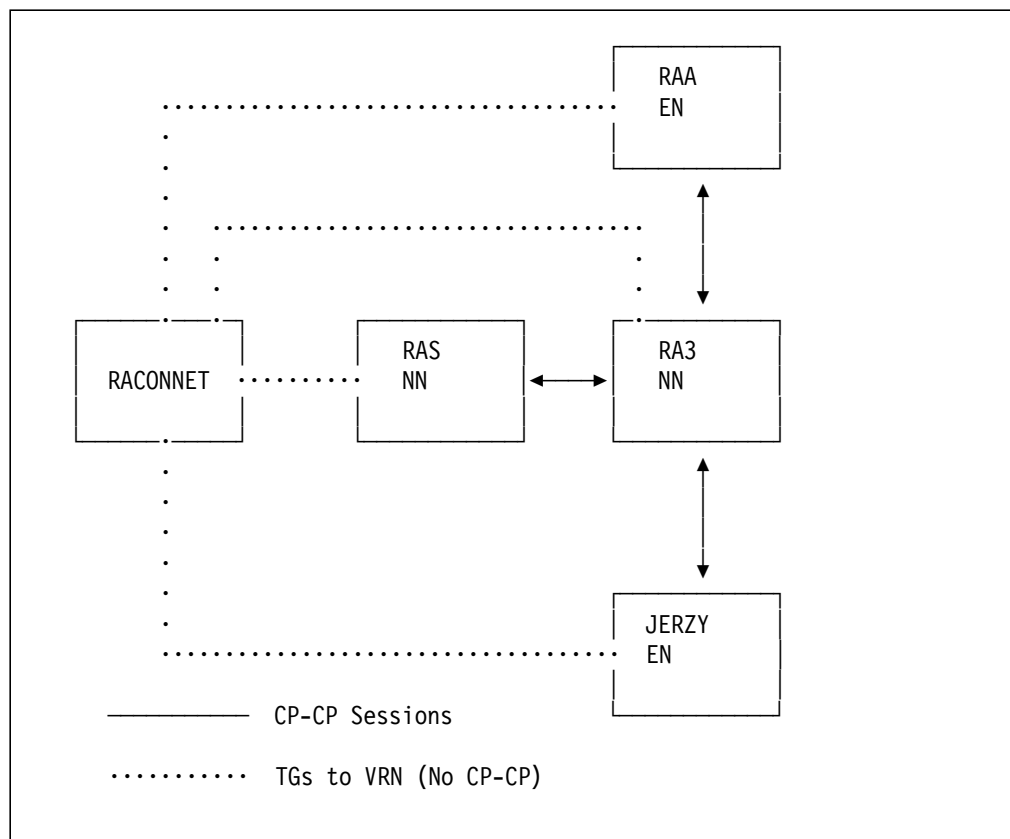 RAA
EN
RACONNET
RAS
NN
RA3
NN
JERZY
EN
CP-CP Sessions
TGs to VRN (No CP-CP)